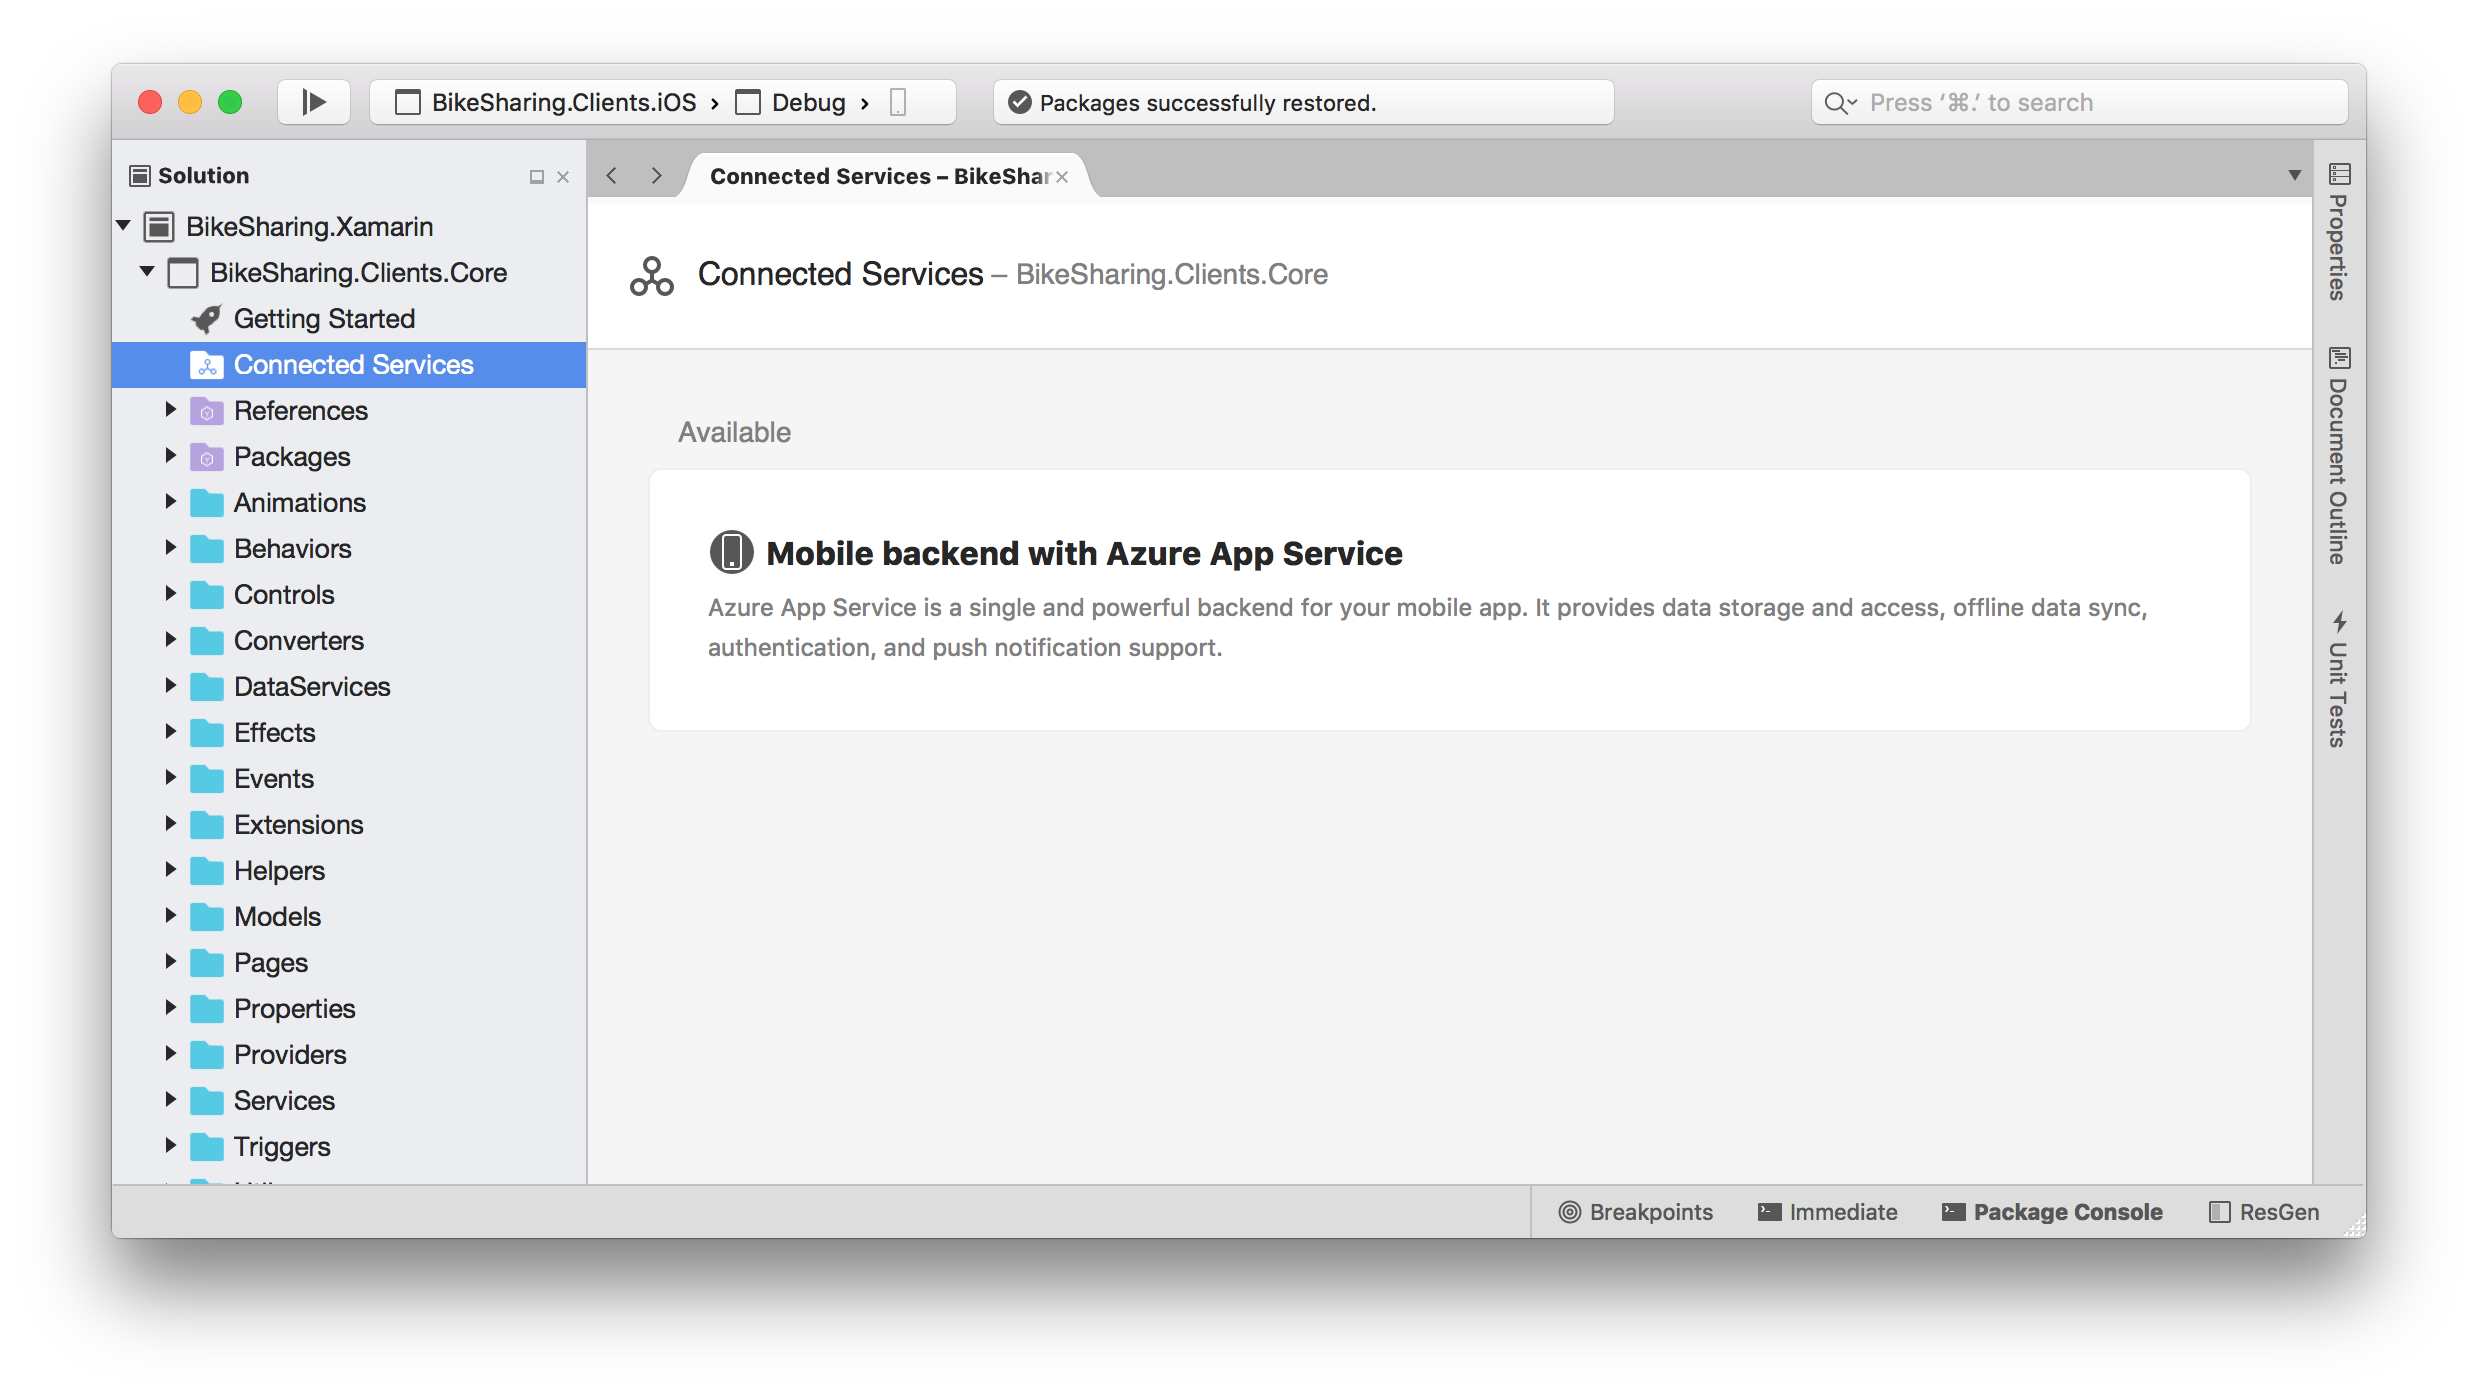 BikeSharing.Clients.iOS › Debug ›
Packages successfully restored.
Press ‘⌘.’ to search
Solution
BikeSharing.Xamarin
BikeSharing.Clients.Core
Getting Started
Connected Services
References
Packages
Animations
Behaviors
Controls
Converters
DataServices
Effects
Events
Extensions
Helpers
Models
Pages
Properties
Providers
Services
Triggers
Connected Services – BikeShar
Connected Services – BikeSharing.Clients.Core
Available
Mobile backend with Azure App Service
Azure App Service is a single and powerful backend for your mobile app. It provides data storage and access, offline data sync,
authentication, and push notification support.
Properties
Document Outline
Unit Tests
Breakpoints
Immediate
Package Console
ResGen